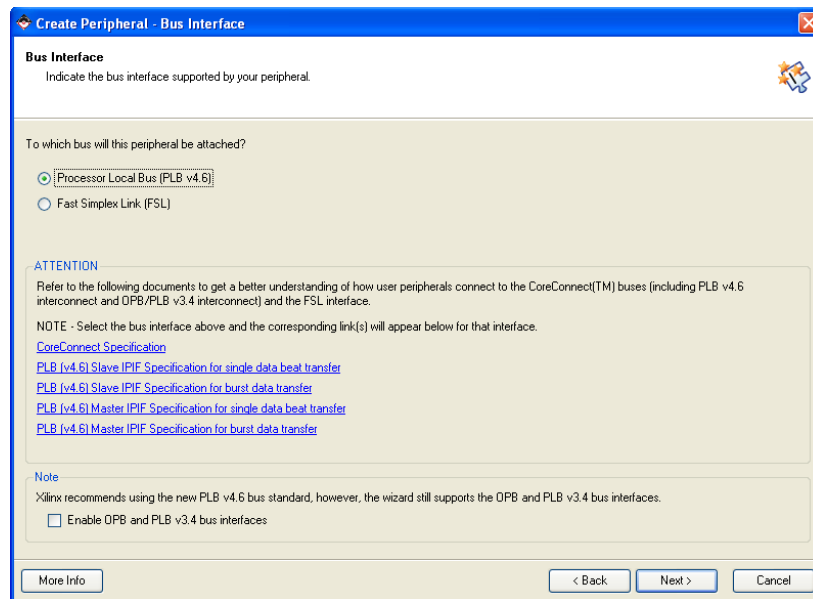 Create Peripheral - Bus Interface
Bus Interface
Indicate the bus interface supported by your peripheral.
To which bus will this peripheral be attached?
Processor Local Bus (PLB v4.6)
Fast Simplex Link (FSL)
ATTENTION
Refer to the following documents to get a better understanding of how user peripherals connect to the CoreConnect(TM) buses (including PLB v4.6
interconnect and OPB/PLB v3.4 interconnect) and the FSL interface.
NOTE - Select the bus interface above and the corresponding link(s) will appear below for that interface.
CoreConnect Specification
PLB (v4.6) Slave IPIF Specification for single data beat transfer
PLB (v4.6) Slave IPIF Specification for burst data transfer
PLB (v4.6) Master IPIF Specification for single data beat transfer
PLB (v4.6) Master IPIF Specification for burst data transfer
Note
Xilinx recommends using the new PLB v4.6 bus standard, however, the wizard still supports the OPB and PLB v3.4 bus interfaces.
Enable OPB and PLB v3.4 bus interfaces
More Info
< Back
Next >
Cancel